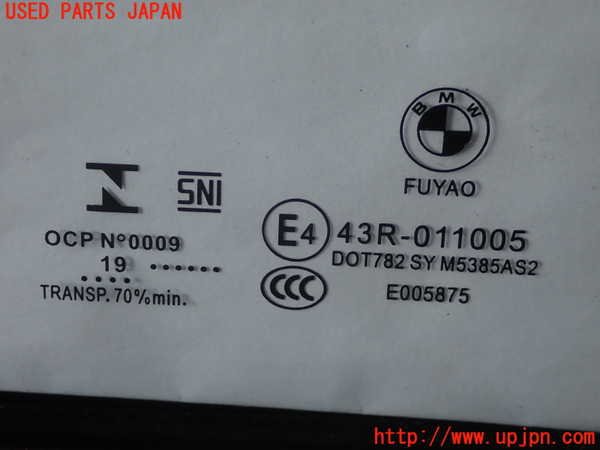 USED PARTS JAPAN
BMW
FUYAO
SNI
E4 43R-011005
OCP Nº0009
19 ......
....
DOT782 SY M5385AS2
TRANSP. 70%min.
CCC
E005875
http://www.upjpn.com/